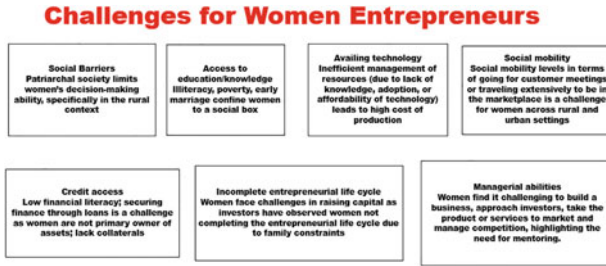 Challenges for Women Entrepreneurs
Social Barriers
Patriarchal society limits
women's decision-making
ability, specifically in the rural
context
Access to
education/knowledge
Illiteracy, poverty, early
marriage confine women
to a social box
Availing technology
Inefficient management of
resources (due to lack of
knowledge, adoption, or
affordability of technology)
leads to high cost of
production
Social mobility
Social mobility levels in terms
of going for customer meetings
or traveling extensively to be in
the marketplace is a challenge
for women across rural and
urban settings
Credit access
Low financial literacy; securing
finance through loans is a challenge
as women are not primary owner of
assets; lack collaterals
Incomplete entrepreneurial life cycle
Women face challenges in raising capital as
investors have observed women not
completing the entrepreneurial life cycle due
to family constraints
Managerial abilities
Women find it challenging to build a
business, approach investors, take the
product or services to market and
manage competition, highlighting the
need for mentoring.